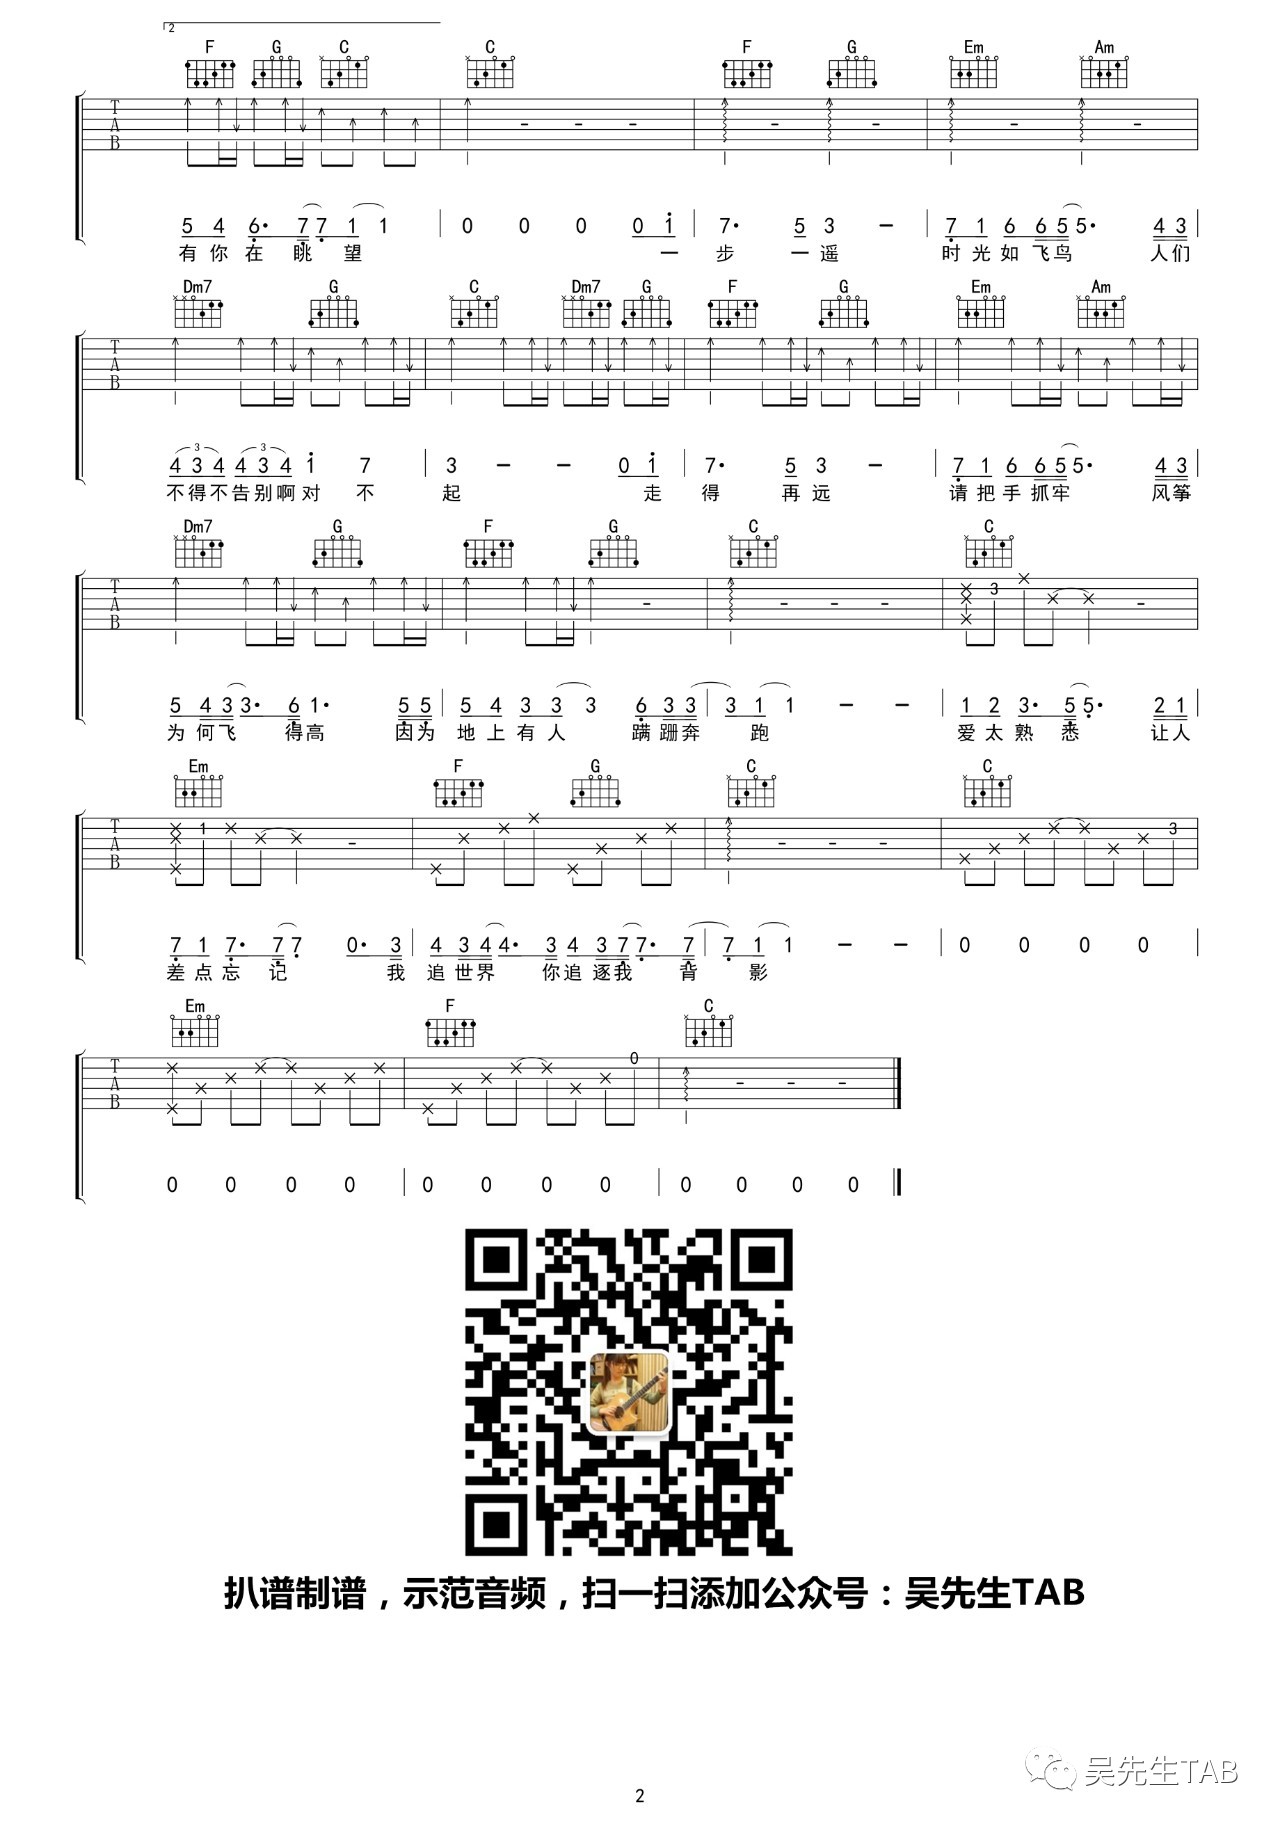 2
F G C C F G Em Am
T A B
5 4 6· 7 7 1 1 0 0 0 0 1 7· 5 3 － 7 1 6 6 5 5· 4 3
有 你 在 眺 望 一 步 一 遥 时 光 如 飞 鸟 人 们
Dm7 G C Dm7 G F G Em Am
T A B
3 3
4 3 4 4 3 4 1 7 3 － － 0 1 7· 5 3 － 7 1 6 6 5 5· 4 3
不 得 不 告 别 啊 对 不 起 走 得 再 远 请 把 手 抓 牢 风 筝
Dm7 G F G C C
T A B
－ － － － 3 －
5 4 3 3· 6 1· 5 5 5 4 3 3 3 6 3 3 3 1 1 － － 1 2 3· 5 5· 2 1
为 何 飞 得 高 因 为 地 上 有 人 蹒 跚 奔 跑 爱 太 熟 悉 让 人
Em F G C C
T A B
1 － － － － 3
7 1 7· 7 7 0· 3 4 3 4 4· 3 4 3 7 7· 7 7 1 1 － － 0 0 0 0
差 点 忘 记 我 追 世 界 你 追 逐 我 背 影
Em F C
T A B
0 － － －
0 0 0 0 0 0 0 0 0 0 0 0
扒谱制谱，示范音频，扫一扫添加公众号：吴先生TAB
吴先生TAB
2